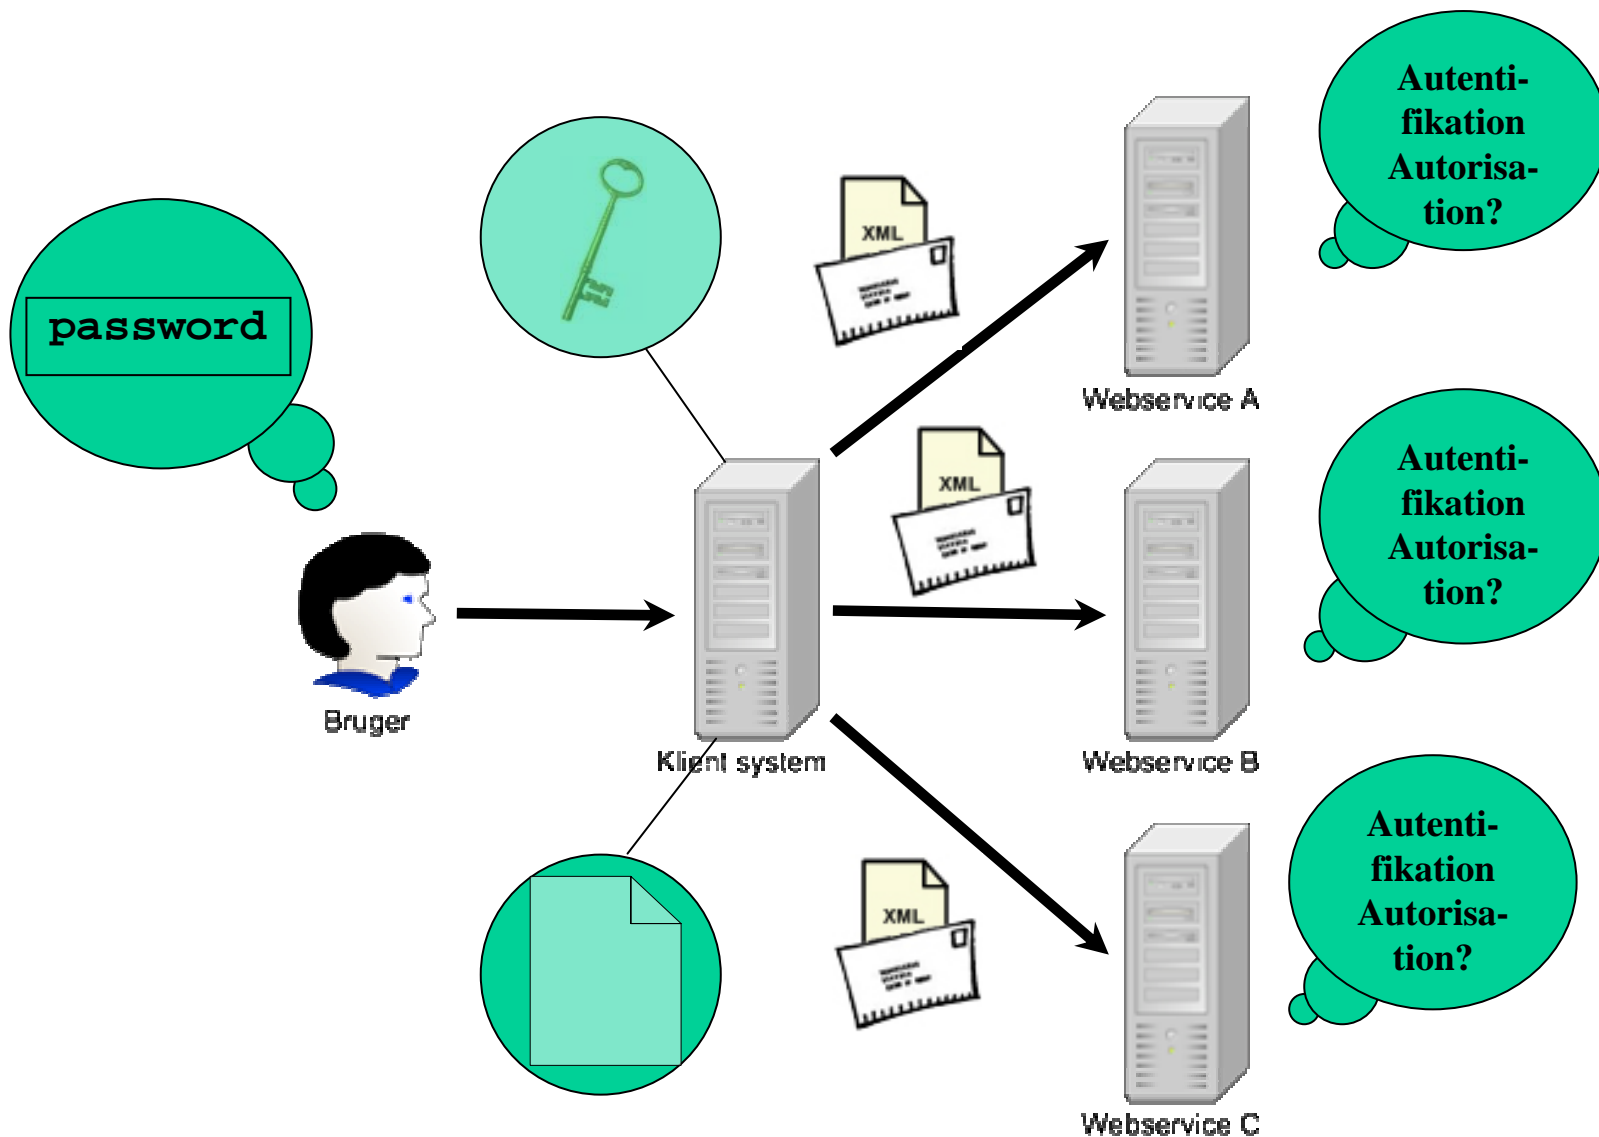 password
Bruger
Klient system
XML
XML
XML
Webservice A
Webservice B
Webservice C
Autenti-
fikation
Autorisa-
tion?
Autenti-
fikation
Autorisa-
tion?
Autenti-
fikation
Autorisa-
tion?